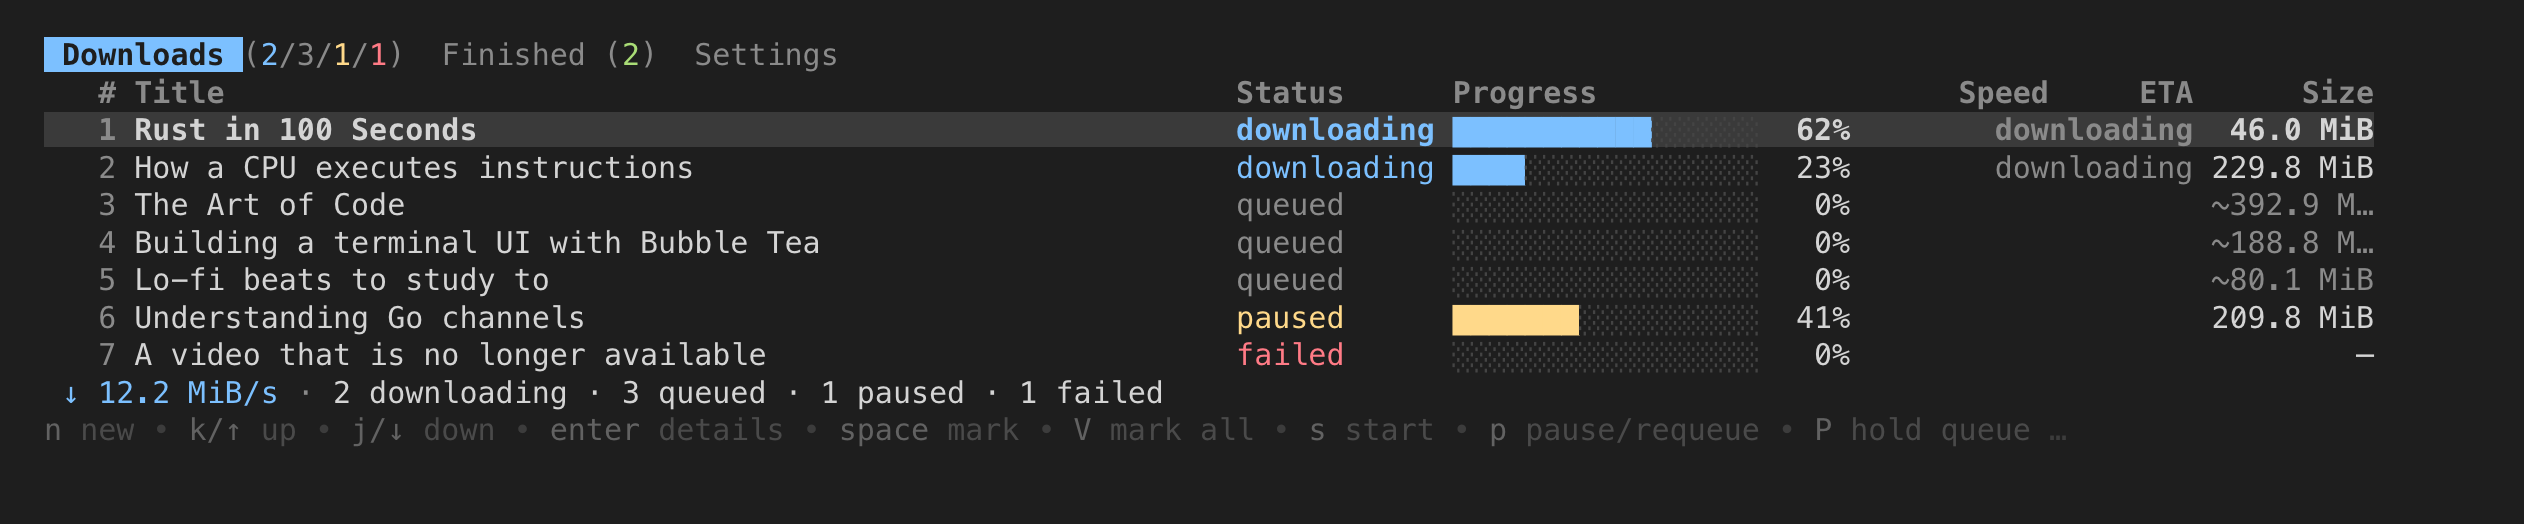 Downloads (2/3/1/1) Finished (2) Settings
# Title Status Progress Speed ETA Size
1 Rust in 100 Seconds downloading 62% downloading 46.0 MiB
2 How a CPU executes instructions downloading 23% downloading 229.8 MiB
3 The Art of Code queued 0% ~392.9 M…
4 Building a terminal UI with Bubble Tea queued 0% ~188.8 M…
5 Lo-fi beats to study to queued 0% ~80.1 MiB
6 Understanding Go channels paused 41% 209.8 MiB
7 A video that is no longer available failed 0% —
↓ 12.2 MiB/s · 2 downloading · 3 queued · 1 paused · 1 failed
n new • k/↑ up • j/↓ down • enter details • space mark • V mark all • s start • p pause/requeue • P hold queue …